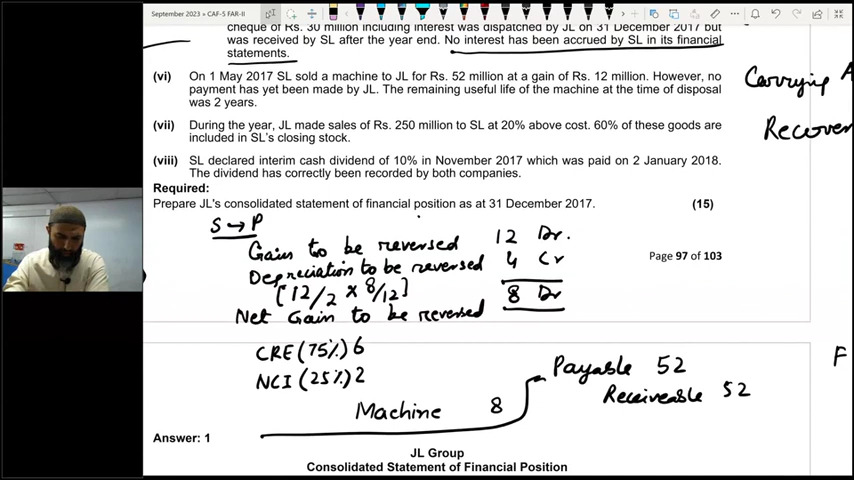 September 2023 • CAF-5 FAR-II
cheque of Rs. 30 million including interest was dispatched by JL on 31 December 2017 but
was received by SL after the year end. No interest has been accrued by SL in its financial
statements.
(vi) On 1 May 2017 SL sold a machine to JL for Rs. 52 million at a gain of Rs. 12 million. However, no
payment has yet been made by JL. The remaining useful life of the machine at the time of disposal
was 2 years.
Carrying A
(vii) During the year, JL made sales of Rs. 250 million to SL at 20% above cost. 60% of these goods are
included in SL's closing stock.
Recover
(viii) SL declared interim cash dividend of 10% in November 2017 which was paid on 2 January 2018.
The dividend has correctly been recorded by both companies.
Required:
Prepare JL's consolidated statement of financial position as at 31 December 2017. (15)
S → P
Gain to be reversed 12 Dr.
Depreciation to be reversed 4 Cr
[12/2 x 8/12]
Net Gain to be reversed 8 Dr
Page 97 of 103
CRE (75%) 6
NCI (25%) 2
Machine 8
Payable 52
Receiveable 52
F
Answer: 1
JL Group
Consolidated Statement of Financial Position